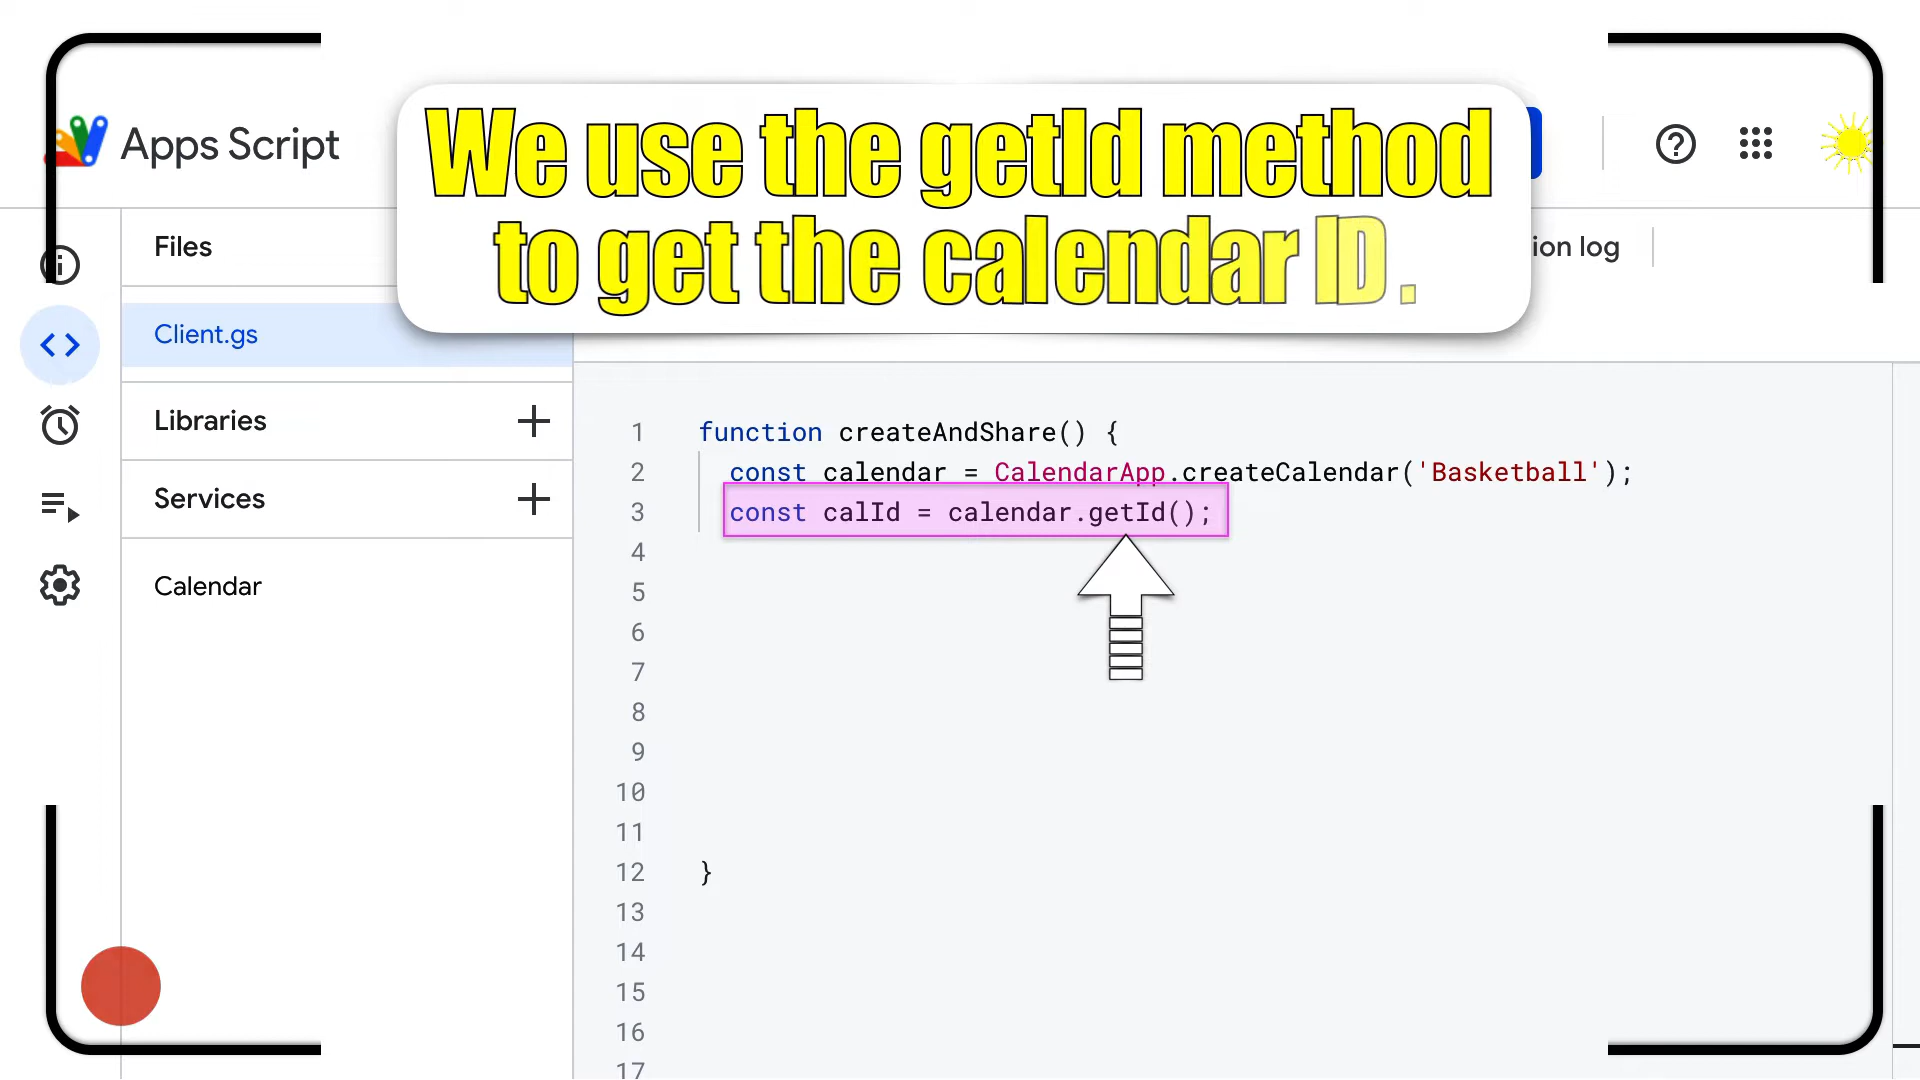 We use the getId method
to get the calendar ID.
Apps Script
Files
ion log
Client.gs
Libraries
Services
Calendar
1 function createAndShare() {
2 const calendar = CalendarApp.createCalendar('Basketball');
3 const calId = calendar.getId();
4
5
6
7
8
9
10
11
12 }
13
14
15
16
17